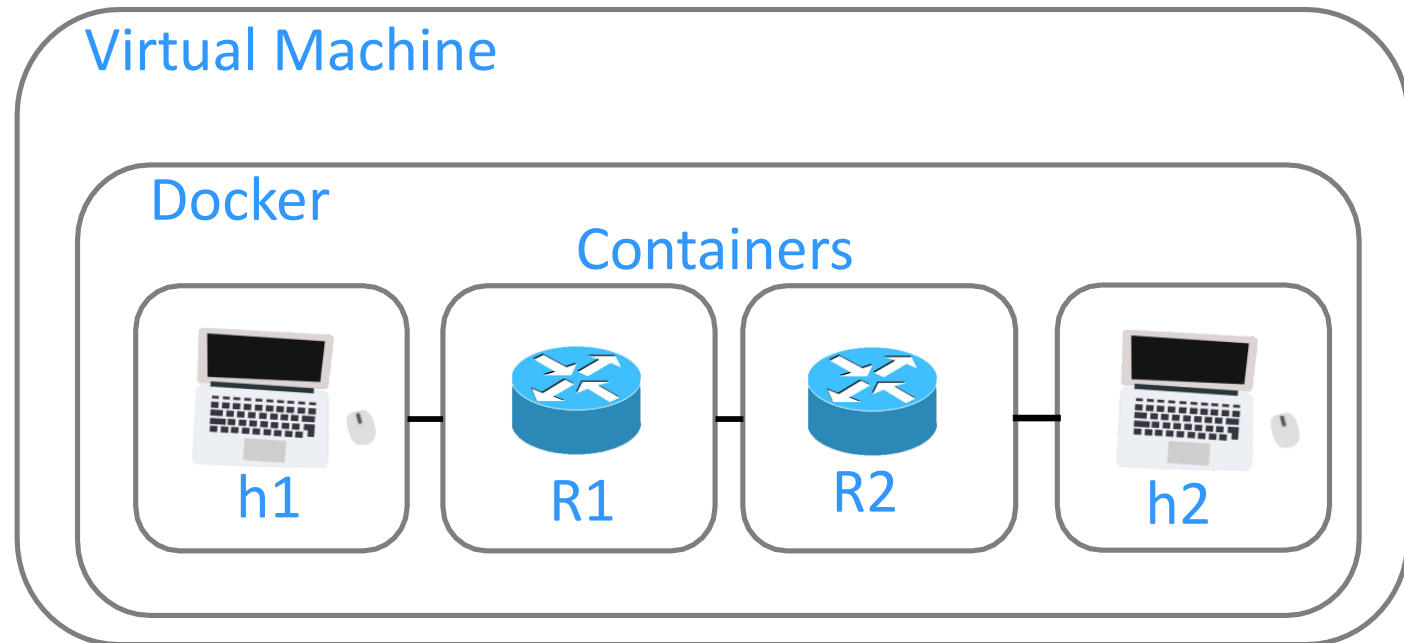 Virtual Machine
Docker
Containers
h1
R1
R2
h2